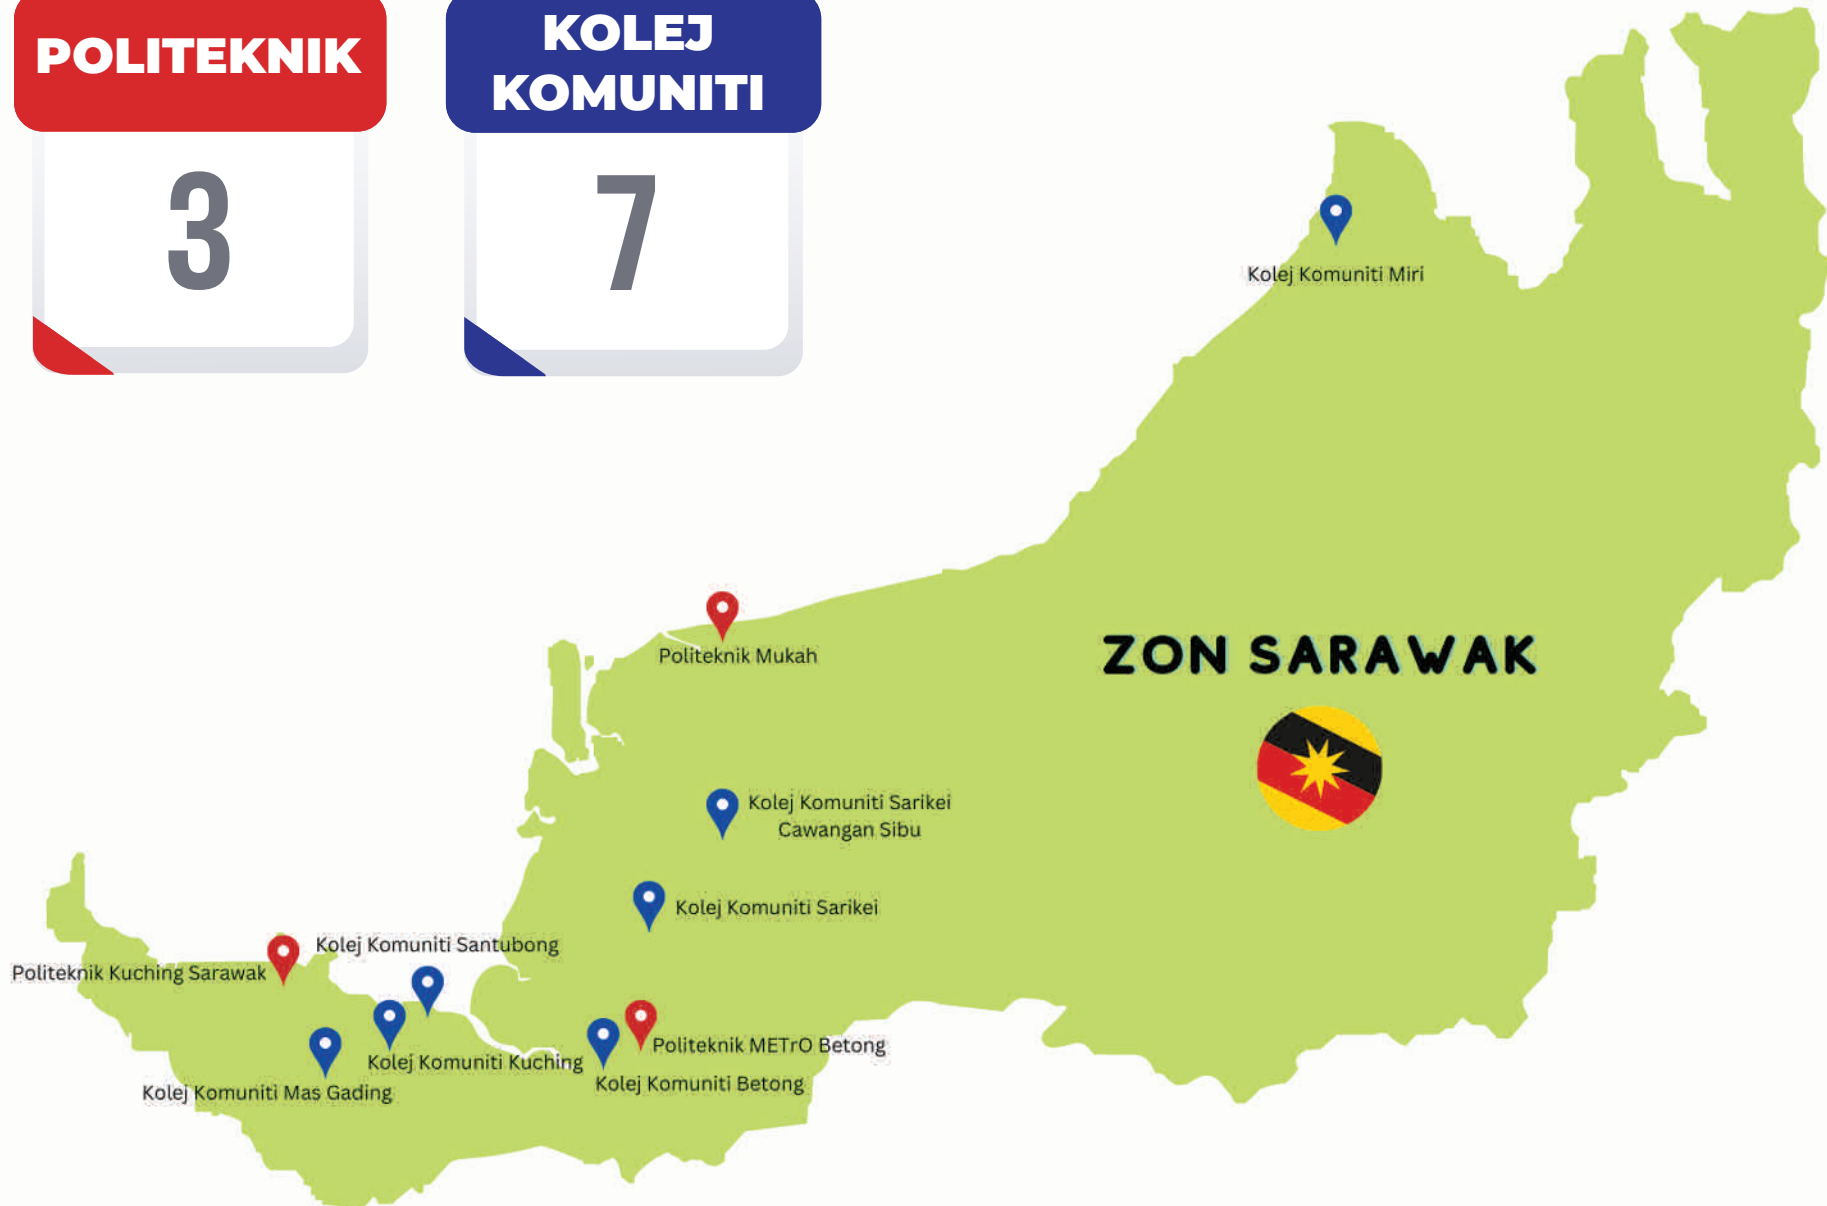 POLITEKNIK
KOLEJ
KOMUNITI
3
7
Kolej Komuniti Miri
Politeknik Mukah
ZON SARAWAK
Kolej Komuniti Sarikei
Cawangan Sibu
Kolej Komuniti Sarikei
Kolej Komuniti Santubong
Politeknik Kuching Sarawak
Politeknik METrO Betong
Kolej Komuniti Kuching
Kolej Komuniti Betong
Kolej Komuniti Mas Gading